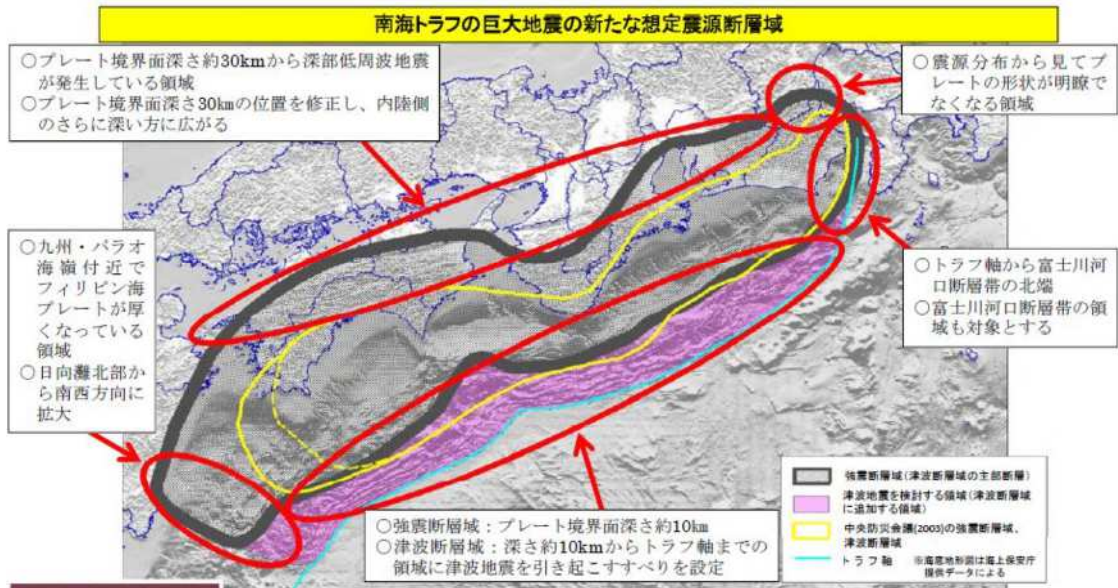 南海トラフの巨大地震の新たな想定震源断層域
○プレート境界面深さ約30kmから深部低周波地震
が発生している領域
○プレート境界面深さ30kmの位置を修正し、内陸側
のさらに深い方に広がる
○震源分布から見てプ
レートの形状が明瞭で
なくなる領域
○九州・パラオ
海嶺付近で
フィリピン海
プレートが厚
くなっている
領域
○日向灘北部か
ら南西方向に
拡大
○トラフ軸から富士川河
口断層帯の北端
○富士川河口断層帯の領
域も対象とする
○強震断層域：プレート境界面深さ約10km
○津波断層域：深さ約10kmからトラフ軸までの
領域に津波地震を引き起こすすべりを設定
強震断層域(津波断層域の主部断層)
津波地震を検討する領域(津波断層域
に追加する領域)
中央防災会議(2003)の強震断層域、
津波断層域
トラフ軸 ※海底地形図は海上保安庁
提供データによる